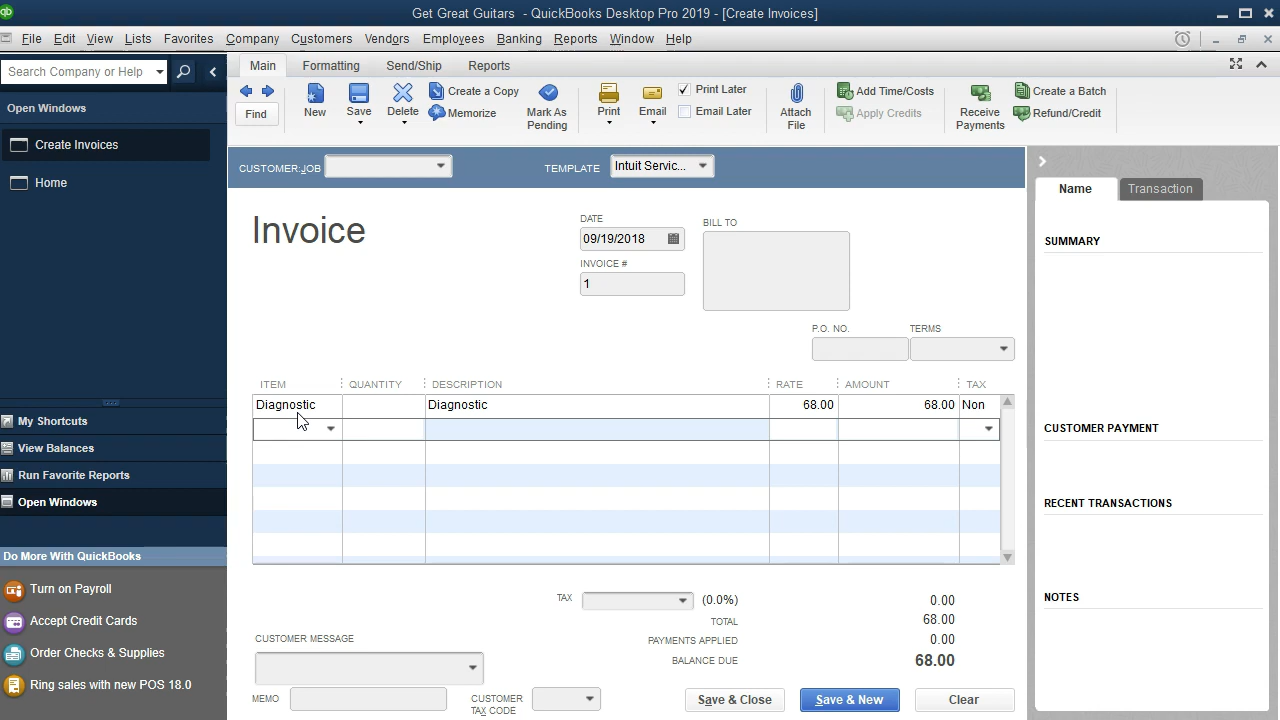 qb
Get Great Guitars - QuickBooks Desktop Pro 2019 - [Create Invoices]
File Edit View Lists Favorites Company Customers Vendors Employees Banking Reports Window Help
Search Company or Help
Main Formatting Send/Ship Reports
Find
New
Save
Delete
Create a Copy
Memorize
Mark As
Pending
Print
Email
Print Later
Email Later
Attach
File
Add Time/Costs
Apply Credits
Receive
Payments
Create a Batch
Refund/Credit
Open Windows
Create Invoices
Home
My Shortcuts
View Balances
Run Favorite Reports
Open Windows
Do More With QuickBooks
Turn on Payroll
Accept Credit Cards
Order Checks & Supplies
Ring sales with new POS 18.0
CUSTOMER:JOB
TEMPLATE Intuit Servic...
Invoice
DATE
09/19/2018
INVOICE #
1
BILL TO
P.O. NO. TERMS
ITEM QUANTITY DESCRIPTION RATE AMOUNT TAX
Diagnostic Diagnostic 68.00 68.00 Non
TAX (0.0%) 0.00
TOTAL 68.00
PAYMENTS APPLIED 0.00
BALANCE DUE 68.00
CUSTOMER MESSAGE
MEMO
CUSTOMER
TAX CODE
Save & Close Save & New Clear
Name Transaction
SUMMARY
CUSTOMER PAYMENT
RECENT TRANSACTIONS
NOTES